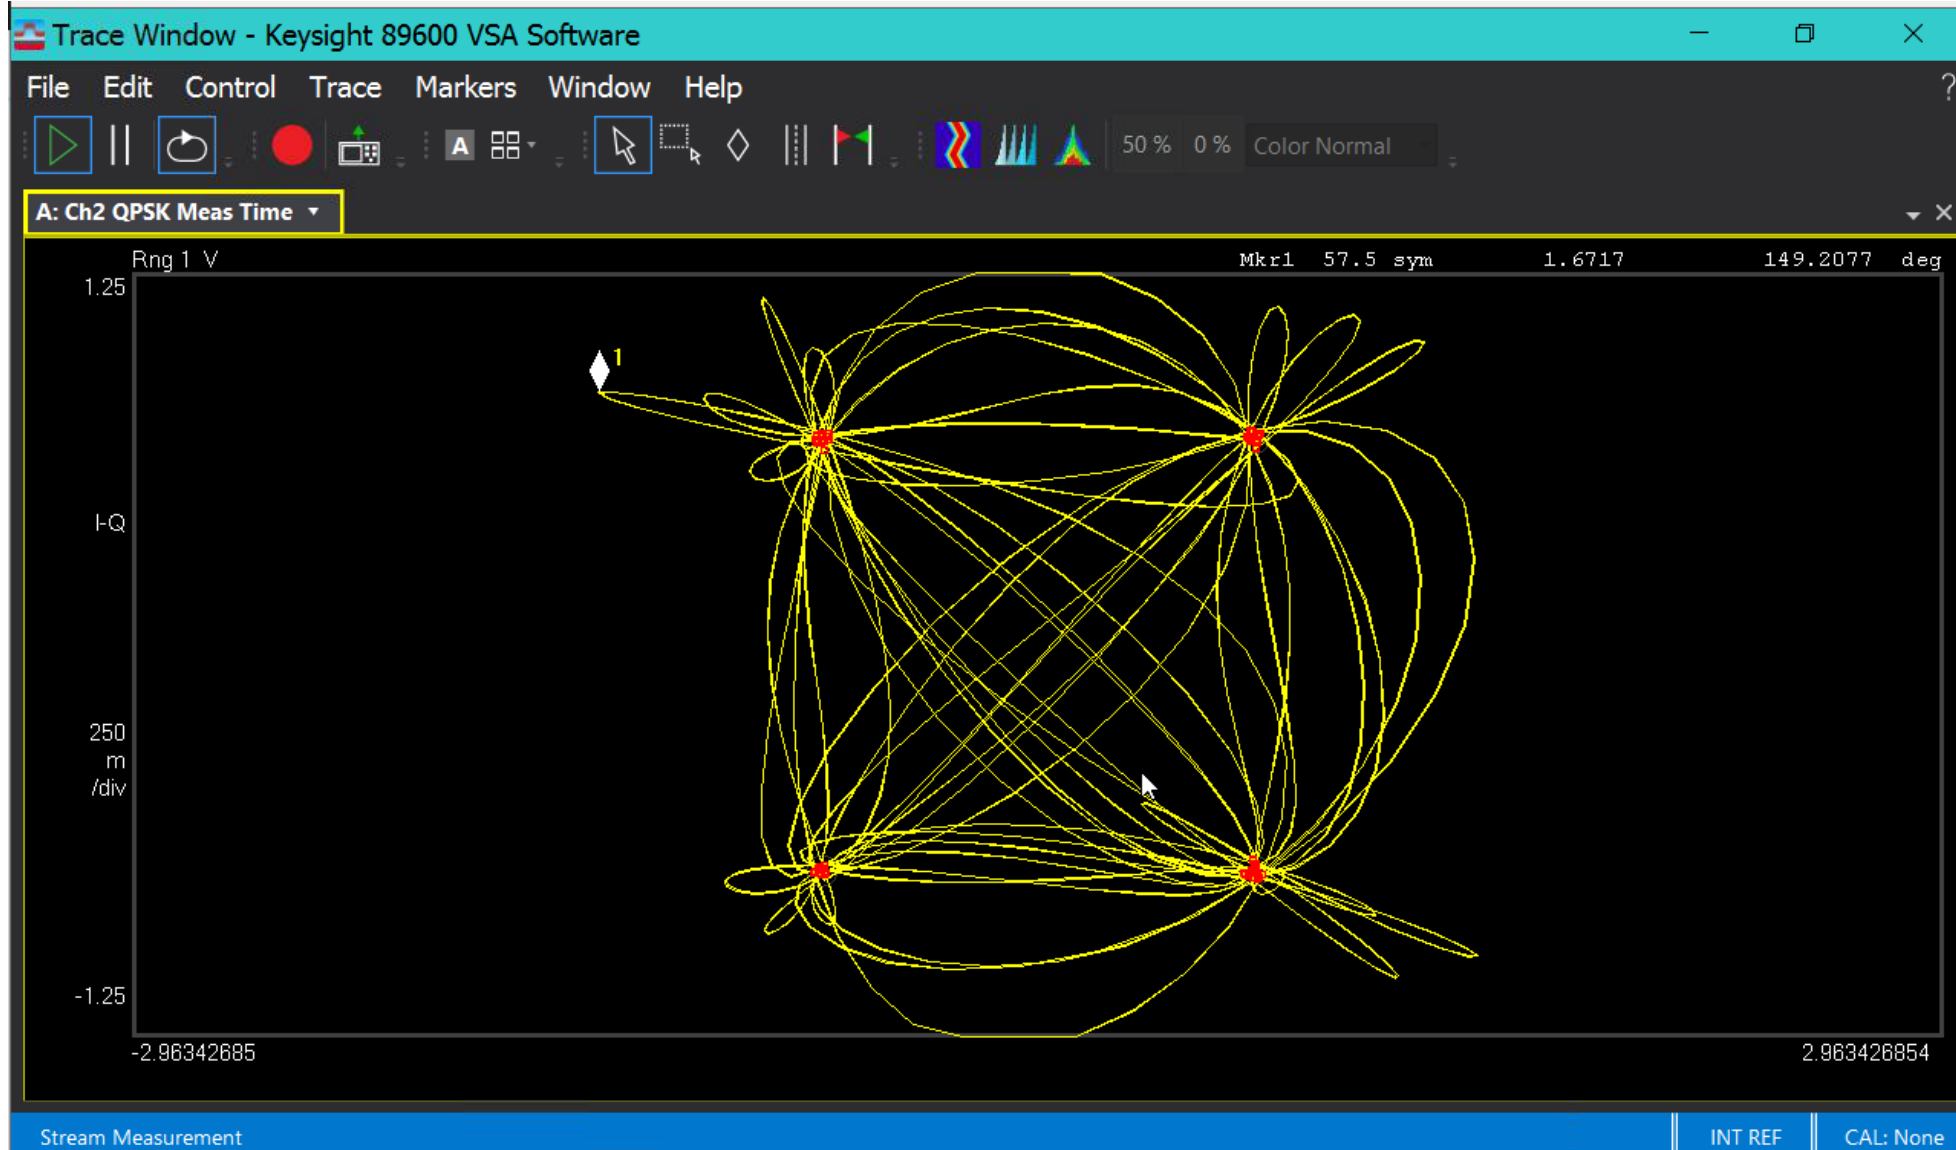 Trace Window - Keysight 89600 VSA Software
File Edit Control Trace Markers Window Help ?
A 50 % 0 % Color Normal
A: Ch2 QPSK Meas Time
Rng 1 V Mkr1 57.5 sym 1.6717 149.2077 deg
1.25
1
I-Q
250
m
/div
-1.25
-2.96342685 2.963426854
Stream Measurement INT REF CAL: None